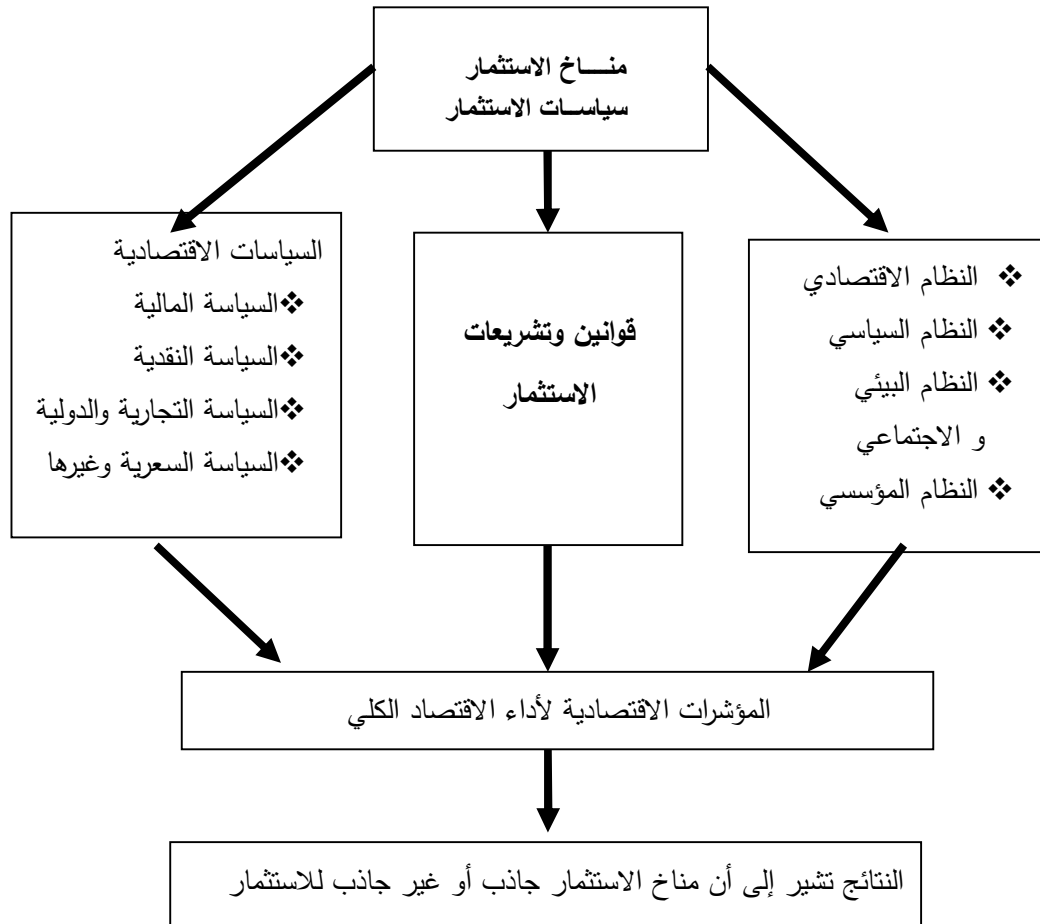 منـــاخ الاستثمار
سياســات الاستثمار
❖ النظام الاقتصادي
❖ النظام السياسي
❖ النظام البيئي
و الاجتماعي
❖ النظام المؤسسي
قوانين وتشريعات
الاستثمار
السياسات الاقتصادية
❖السياسة المالية
❖السياسة النقدية
❖السياسة التجارية والدولية
❖السياسة السعرية وغيرها
المؤشرات الاقتصادية لأداء الاقتصاد الكلي
النتائج تشير إلى أن مناخ الاستثمار جاذب أو غير جاذب للاستثمار